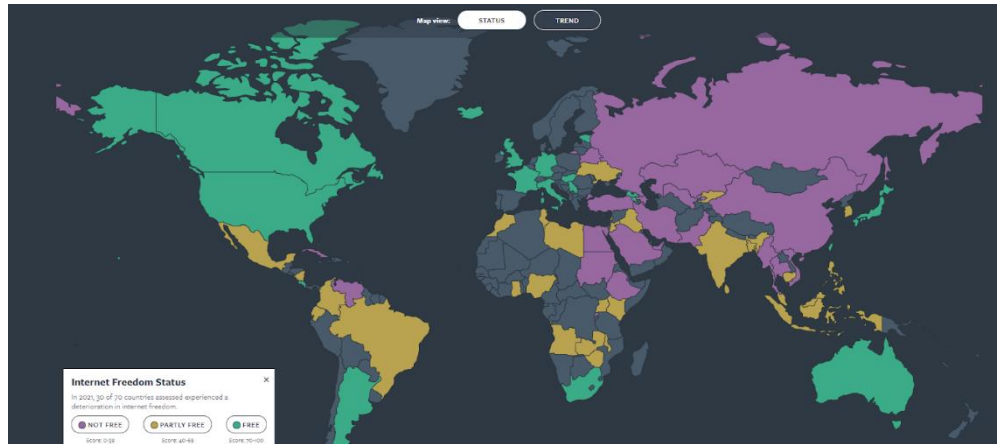 Map view: STATUS TREND
Internet Freedom Status ×
In 2021, 30 of 70 countries assessed experienced a
deterioration in internet freedom.
NOT FREE PARTLY FREE FREE
Score: 0-39 Score: 40-69 Score: 70-100